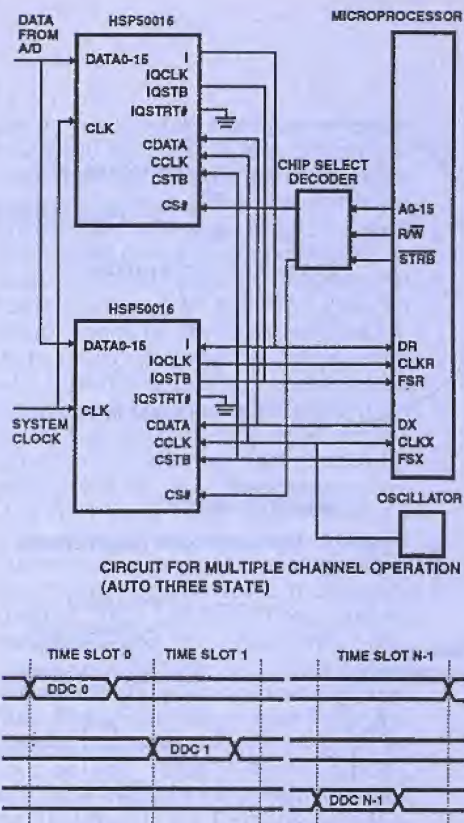 DATA
FROM
A/D
HSP50016
MICROPROCESSOR
DATA0-15
I
IQCLK
IQSTB
IQSTRT#
CLK
CDATA
CCLK
CSTB
CS#
CHIP SELECT
DECODER
A0-15
R/W
STRB
HSP50016
DATA0-15
I
IQCLK
IQSTB
IQSTRT#
CLK
SYSTEM
CLOCK
CDATA
CCLK
CSTB
CS#
DR
CLKR
FSR
DX
CLKX
FSX
OSCILLATOR
CIRCUIT FOR MULTIPLE CHANNEL OPERATION
(AUTO THREE STATE)
TIME SLOT 0 TIME SLOT 1 TIME SLOT N-1
DDC 0
DDC 1
DDC N-1